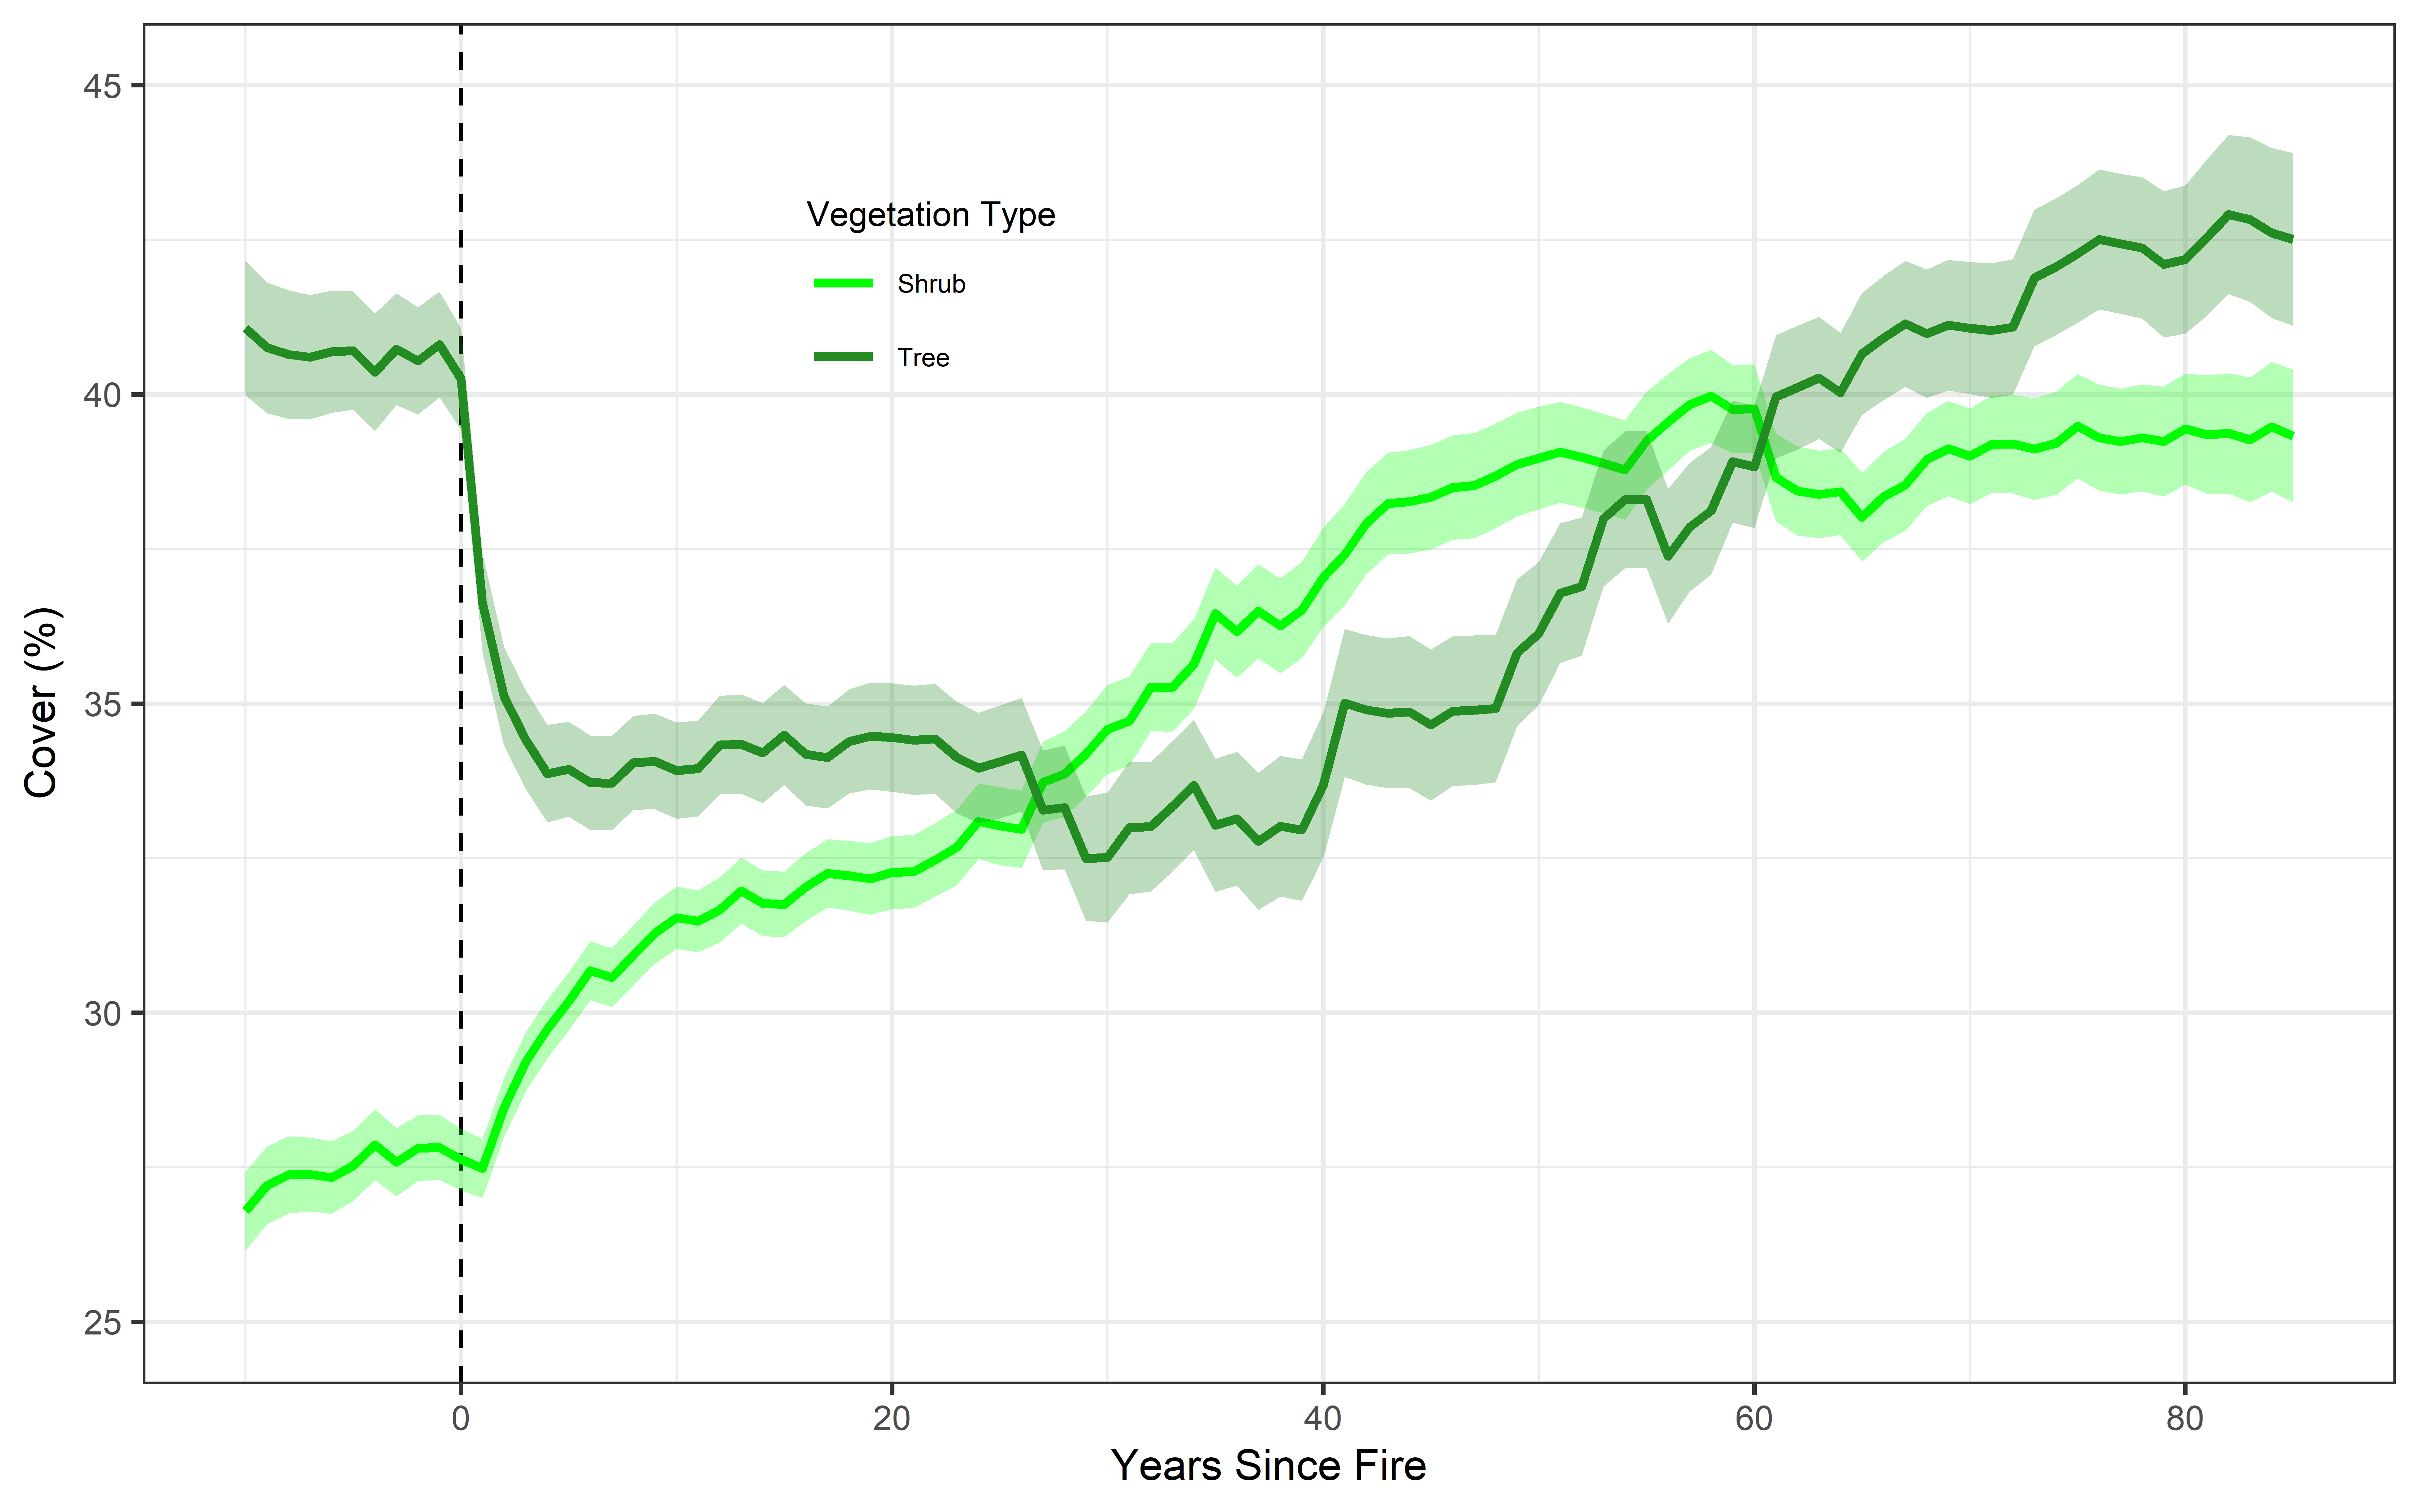 45
40
35
30
25
Cover (%)
Vegetation Type
Shrub
Tree
0 20 40 60 80
Years Since Fire